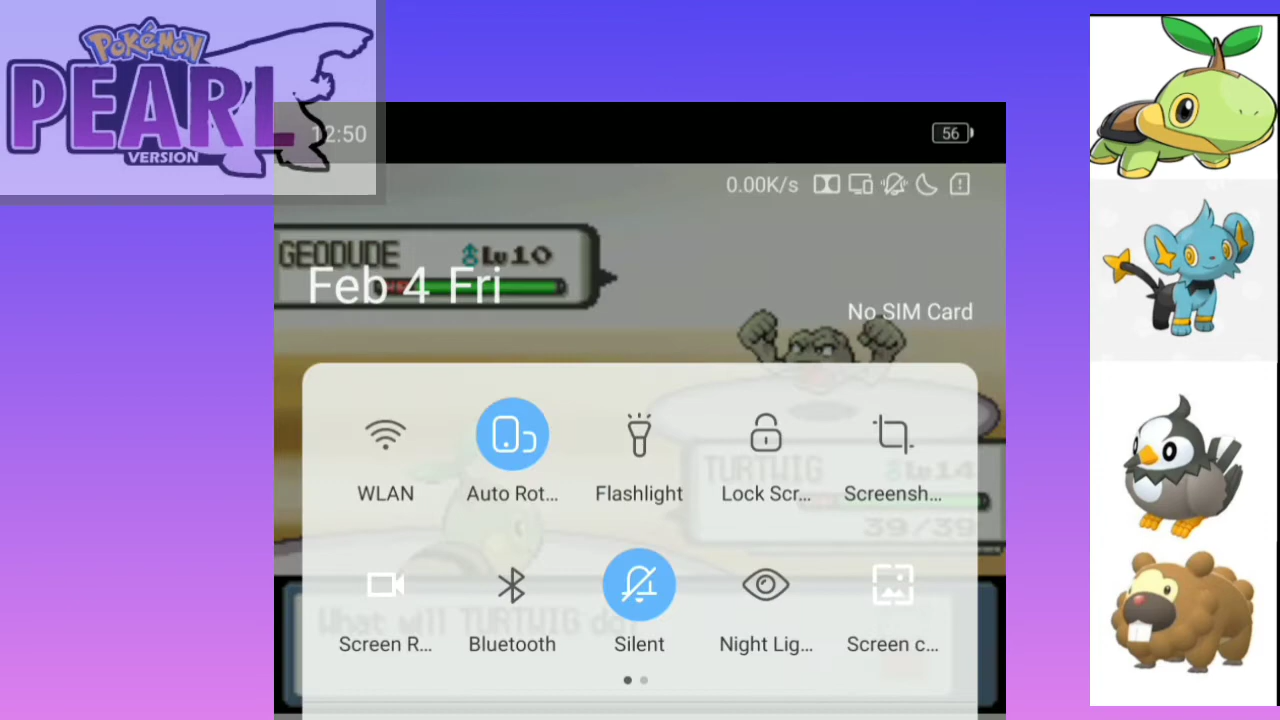 Pokémon
PEARL
VERSION
12:50
56
0.00K/s
GEODUDE ♂Lv10
Feb 4 Fri
No SIM Card
WLAN
Auto Rot...
Flashlight
Lock Scr...
Screensh...
TURTWIG ♂Lv14
39/39
Screen R...
Bluetooth
Silent
Night Lig...
Screen c...
What will TURTWIG do?